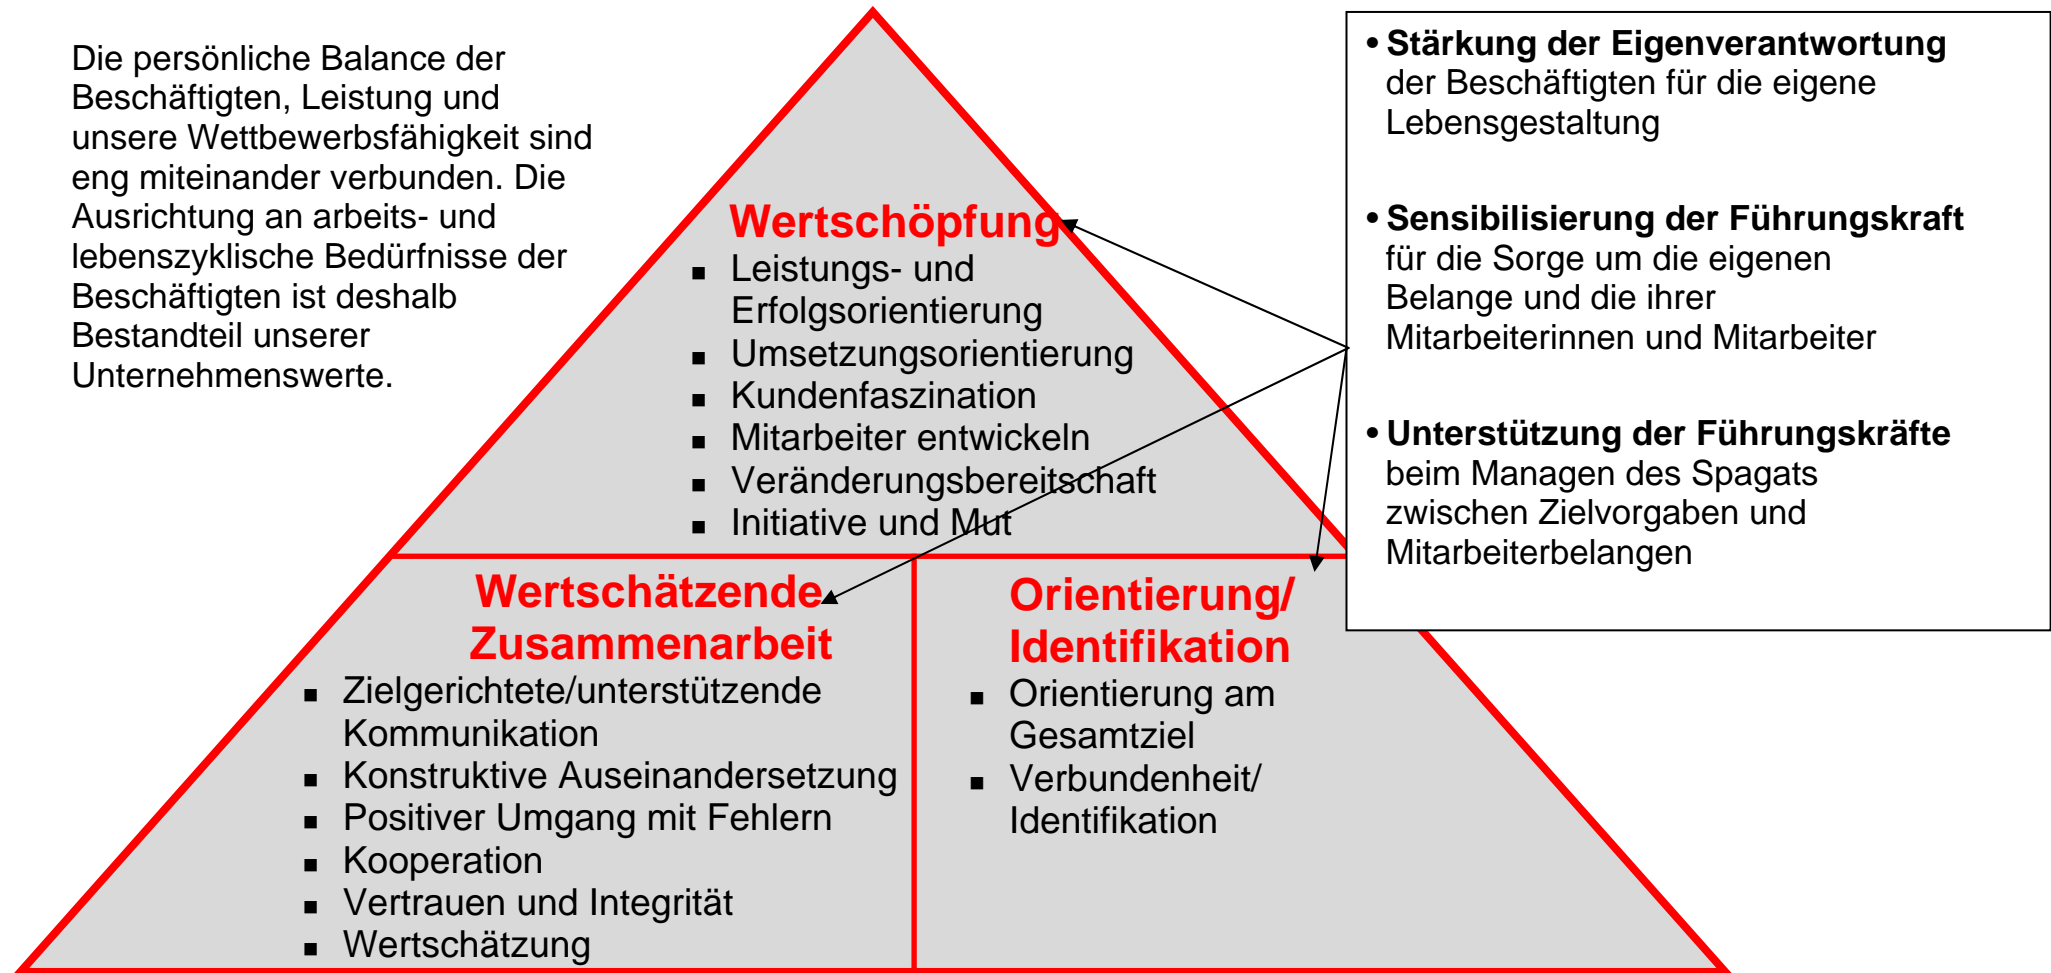 Die persönliche Balance der
Beschäftigten, Leistung und
unsere Wettbewerbsfähigkeit sind
eng miteinander verbunden. Die
Ausrichtung an arbeits- und
lebenszyklische Bedürfnisse der
Beschäftigten ist deshalb
Bestandteil unserer
Unternehmenswerte.
Wertschöpfung
▪ Leistungs- und
Erfolgsorientierung
▪ Umsetzungsorientierung
▪ Kundenfaszination
▪ Mitarbeiter entwickeln
▪ Veränderungsbereitschaft
▪ Initiative und Mut
Wertschätzende
Zusammenarbeit
▪ Zielgerichtete/unterstützende
Kommunikation
▪ Konstruktive Auseinandersetzung
▪ Positiver Umgang mit Fehlern
▪ Kooperation
▪ Vertrauen und Integrität
▪ Wertschätzung
Orientierung/
Identifikation
▪ Orientierung am
Gesamtziel
▪ Verbundenheit/
Identifikation
• Stärkung der Eigenverantwortung
der Beschäftigten für die eigene
Lebensgestaltung
• Sensibilisierung der Führungskraft
für die Sorge um die eigenen
Belange und die ihrer
Mitarbeiterinnen und Mitarbeiter
• Unterstützung der Führungskräfte
beim Managen des Spagats
zwischen Zielvorgaben und
Mitarbeiterbelangen